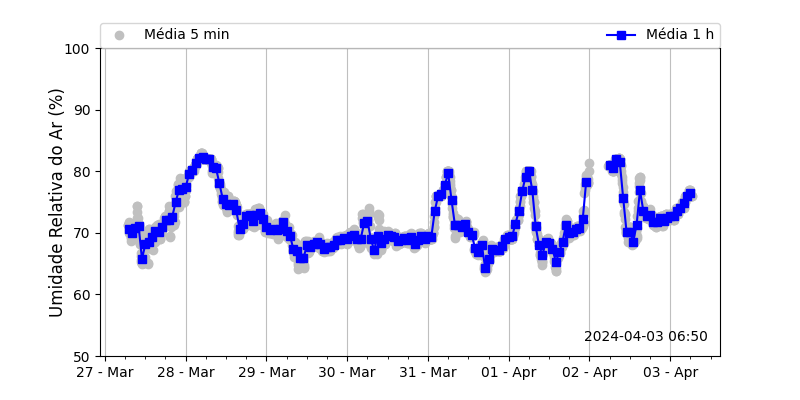 Média 5 min
Média 1 h
Umidade Relativa do Ar (%)
100
90
80
70
60
50
2024-04-03 06:50
27 - Mar
28 - Mar
29 - Mar
30 - Mar
31 - Mar
01 - Apr
02 - Apr
03 - Apr